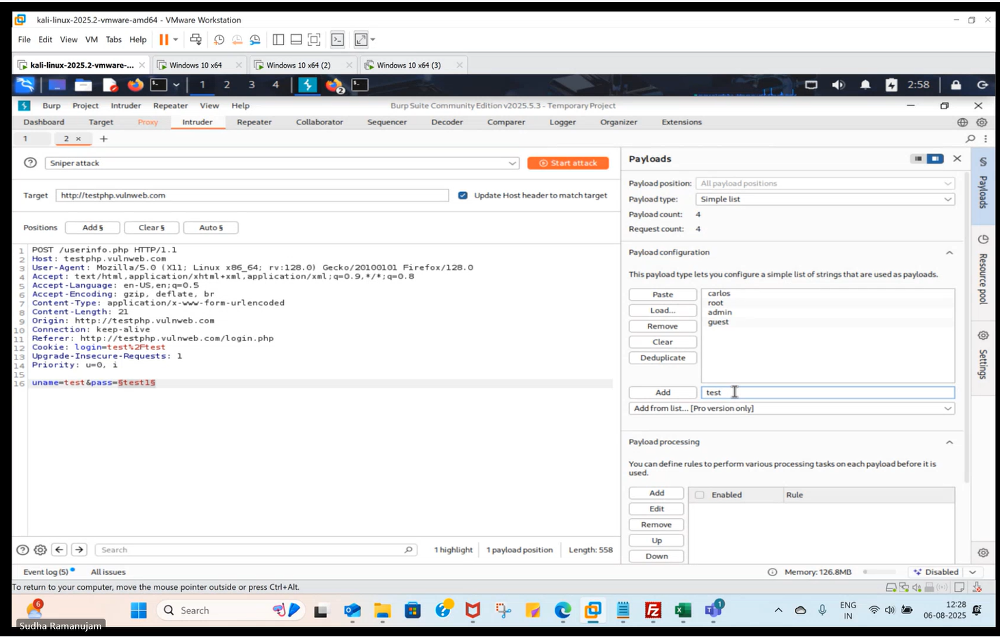 kali-linux-2025.2-vmware-amd64 - VMware Workstation
File Edit View VM Tabs Help
kali-linux-2025.2-vmware-... Windows 10 x64 Windows 10 x64 (2) Windows 10 x64 (3)
1 2 3 4 2 2:58
Burp Project Intruder Repeater View Help Burp Suite Community Edition v2025.5.3 - Temporary Project
Dashboard Target Proxy Intruder Repeater Collaborator Sequencer Decoder Comparer Logger Organizer Extensions
1 2 × +
Sniper attack Start attack
Target http://testphp.vulnweb.com Update Host header to match target
Positions Add § Clear § Auto §
1 POST /userinfo.php HTTP/1.1
2 Host: testphp.vulnweb.com
3 User-Agent: Mozilla/5.0 (X11; Linux x86_64; rv:128.0) Gecko/20100101 Firefox/128.0
4 Accept: text/html,application/xhtml+xml,application/xml;q=0.9,*/*;q=0.8
5 Accept-Language: en-US,en;q=0.5
6 Accept-Encoding: gzip, deflate, br
7 Content-Type: application/x-www-form-urlencoded
8 Content-Length: 21
9 Origin: http://testphp.vulnweb.com
10 Connection: keep-alive
11 Referer: http://testphp.vulnweb.com/login.php
12 Cookie: login=test%2Ftest
13 Upgrade-Insecure-Requests: 1
14 Priority: u=0, i
15
16 uname=test&pass=§test1§
Search 1 highlight 1 payload position Length: 558
Payloads
Payload position: All payload positions
Payload type: Simple list
Payload count: 4
Request count: 4
Payload configuration
This payload type lets you configure a simple list of strings that are used as payloads.
Paste
Load...
Remove
Clear
Deduplicate
carlos
root
admin
guest
Add test
Add from list... [Pro version only]
Payload processing
You can define rules to perform various processing tasks on each payload before it is
used.
Add
Edit
Remove
Up
Down
Enabled Rule
§
Payloads
Resource pool
Settings
Event log (5) All issues Memory: 126.8MB Disabled
To return to your computer, move the mouse pointer outside or press Ctrl+Alt.
6 Search 1 ENG
IN
12:28
06-08-2025
Sudha Ramanujam